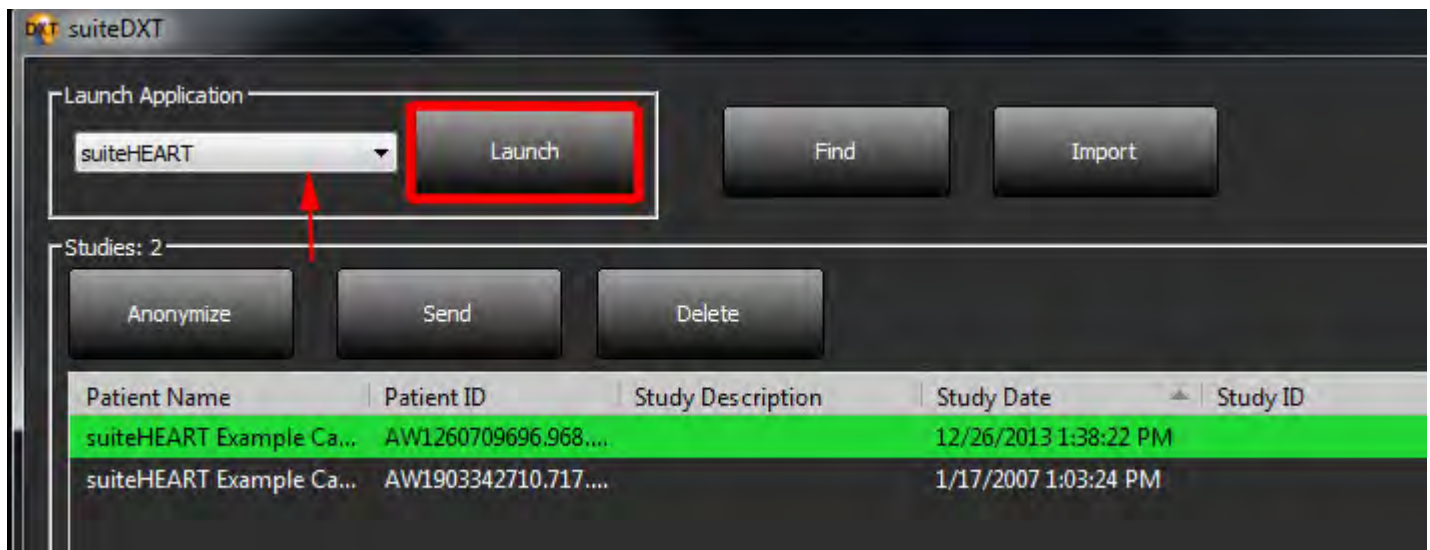 DXT suiteDXT
Launch Application
suiteHEART Launch Find Import
Studies: 2
Anonymize Send Delete
Patient Name Patient ID Study Description Study Date Study ID
suiteHEART Example Ca... AW1260709696.968.... 12/26/2013 1:38:22 PM
suiteHEART Example Ca... AW1903342710.717.... 1/17/2007 1:03:24 PM